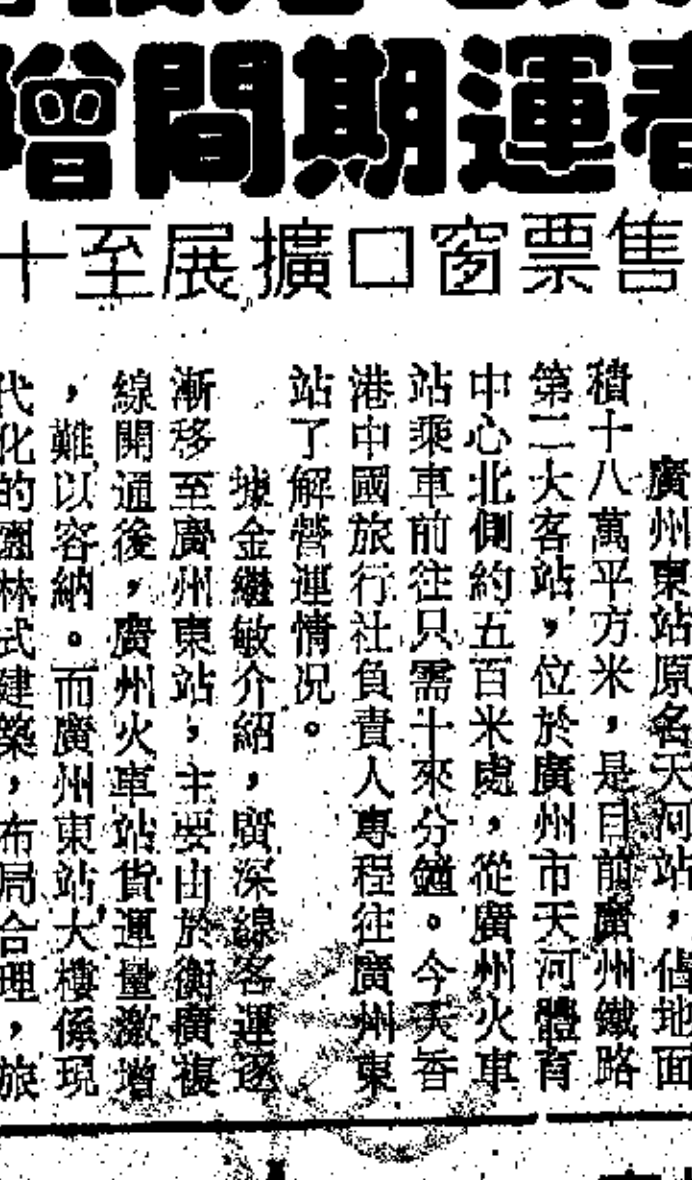 春運期間增
售票窗口擴展至十
廣州東站原名天河站，佔地面
積十八萬平方米，是目前廣州鐵路
第二大客站，位於廣州市天河體育
中心北側約五百米處，從廣州火車
站乘車前往只需十來分鐘。今天香
港中國旅行社負責人專程往廣州東
站了解營運情況。
據金繼敏介紹，廣深線客運逐
漸移至廣州東站，主要由於衡廣複
線開通後，廣州火車站貨運量激增
，難以容納。而廣州東站大樓係現
代化的園林式建築，布局合理，旅